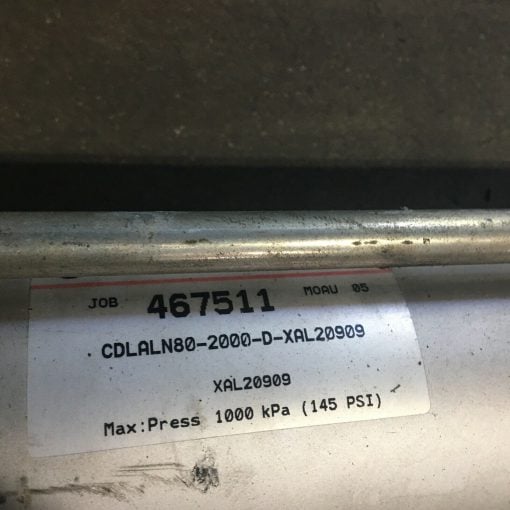 JOB 467511 MOAU 05
CDLALN80-2000-D-XAL20909
XAL20909
Max:Press 1000 kPa (145 PSI)